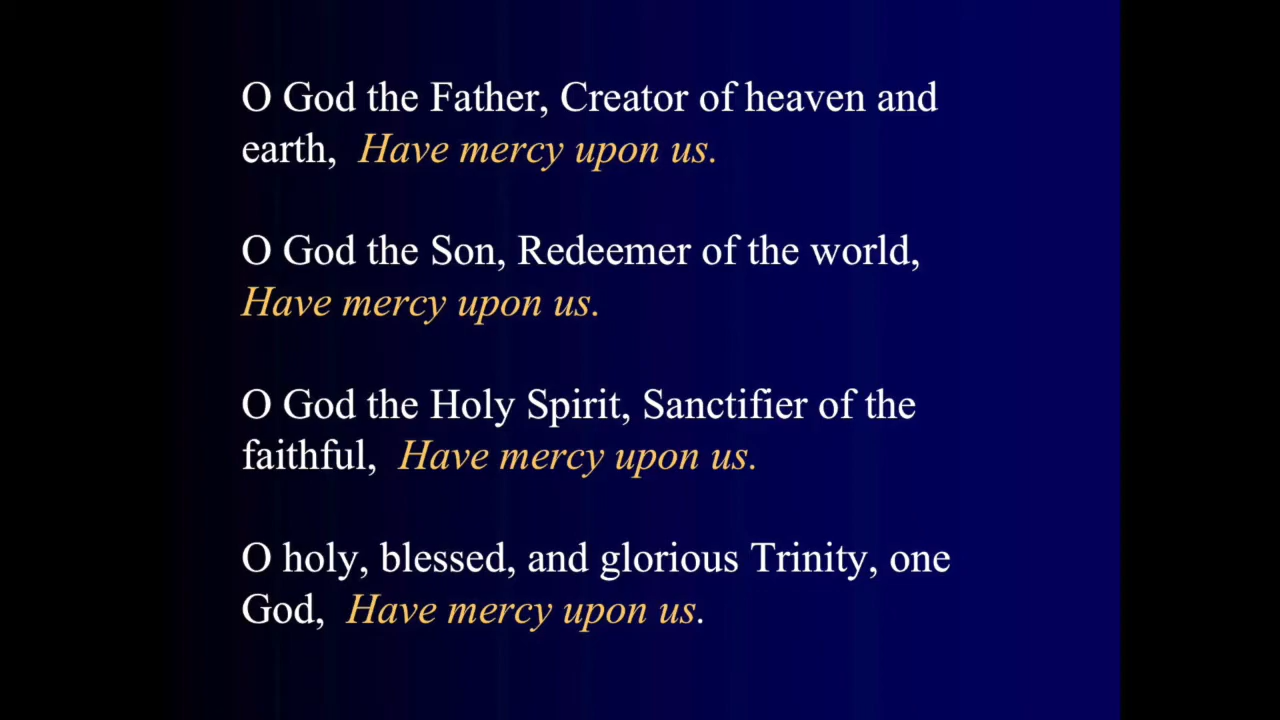 O God the Father, Creator of heaven and
earth, Have mercy upon us.
O God the Son, Redeemer of the world,
Have mercy upon us.
O God the Holy Spirit, Sanctifier of the
faithful, Have mercy upon us.
O holy, blessed, and glorious Trinity, one
God, Have mercy upon us.